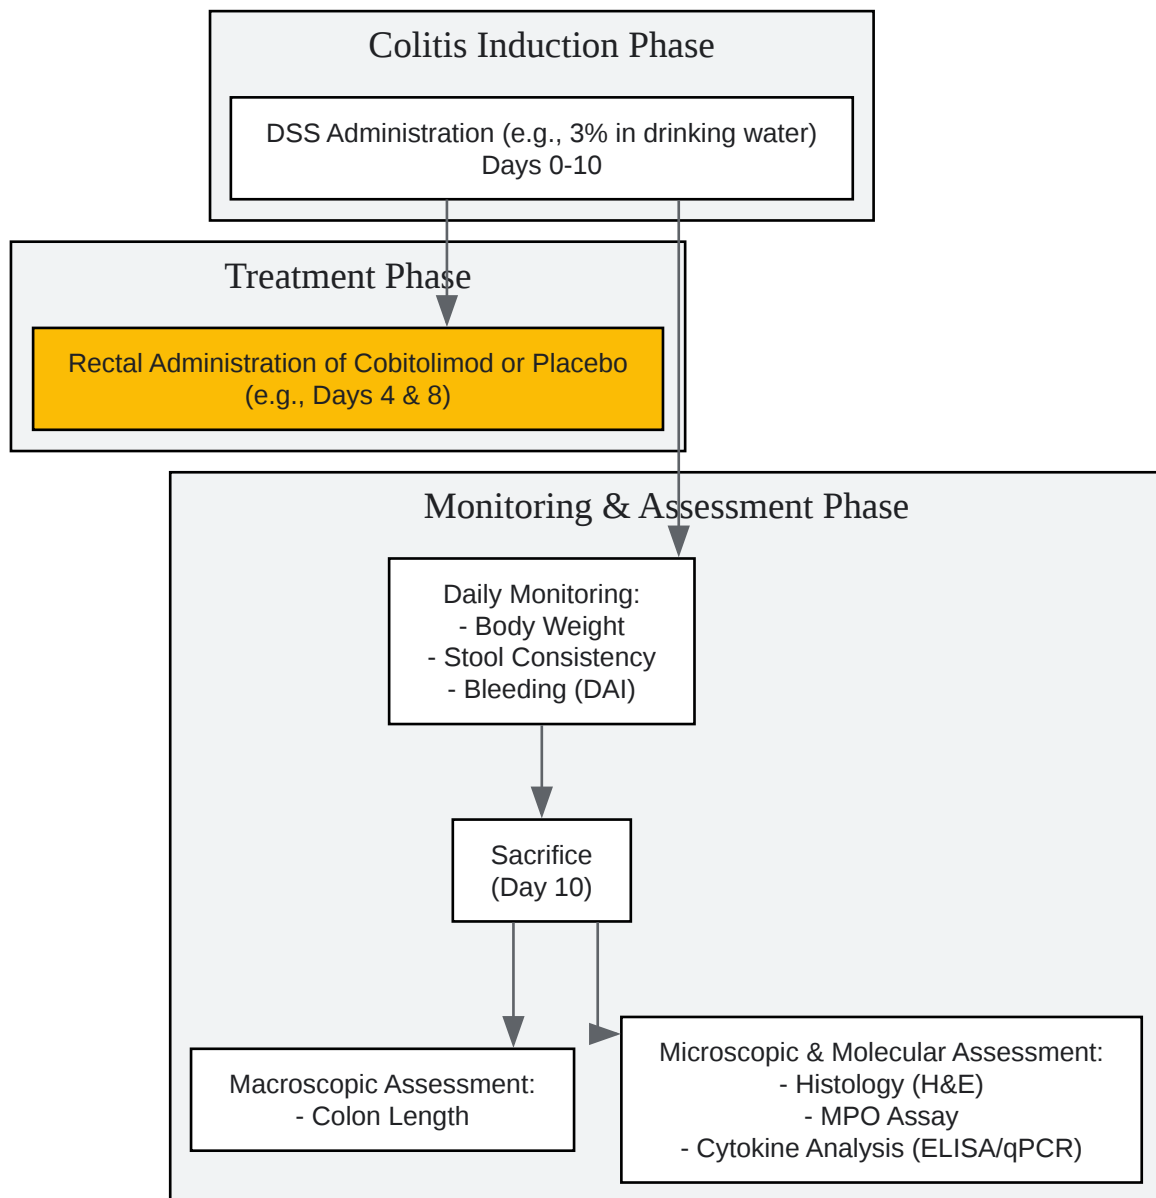 Colitis Induction Phase
DSS Administration (e.g., 3% in drinking water)
Days 0-10
Treatment Phase
Rectal Administration of Cobitolimod or Placebo
(e.g., Days 4 & 8)
Monitoring & Assessment Phase
Daily Monitoring:
- Body Weight
- Stool Consistency
- Bleeding (DAI)
Sacrifice
(Day 10)
Macroscopic Assessment:
- Colon Length
Microscopic & Molecular Assessment:
- Histology (H&E)
- MPO Assay
- Cytokine Analysis (ELISA/qPCR)